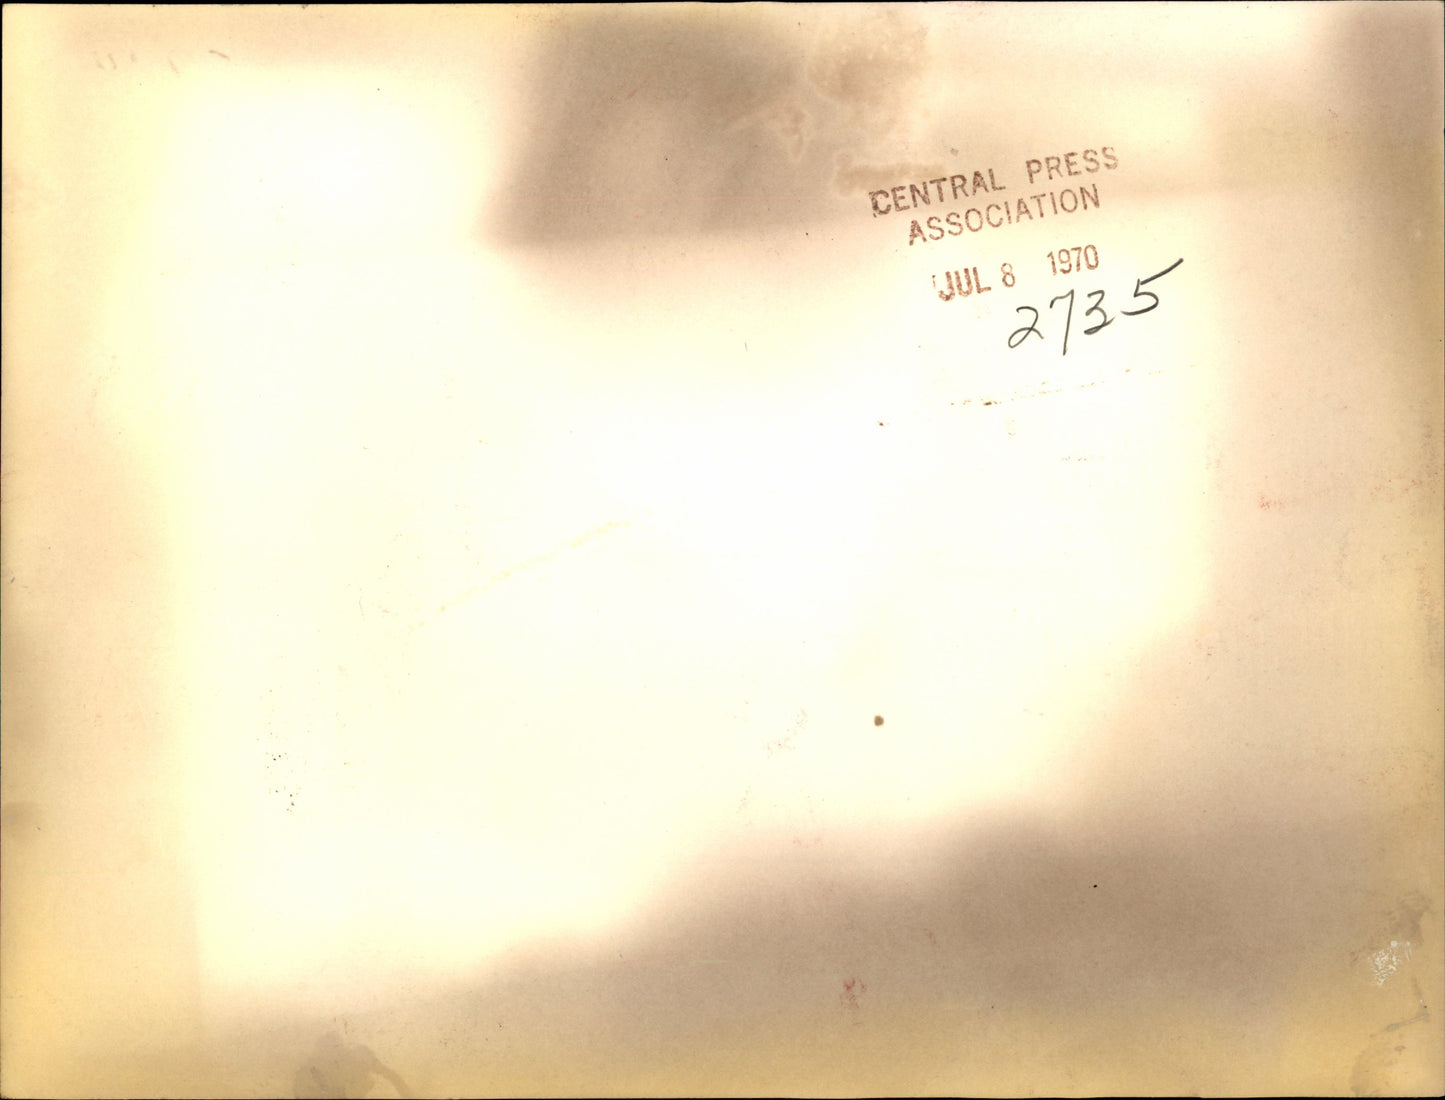 CENTRAL PRESS
ASSOCIATION
JUL 8 1970
2735